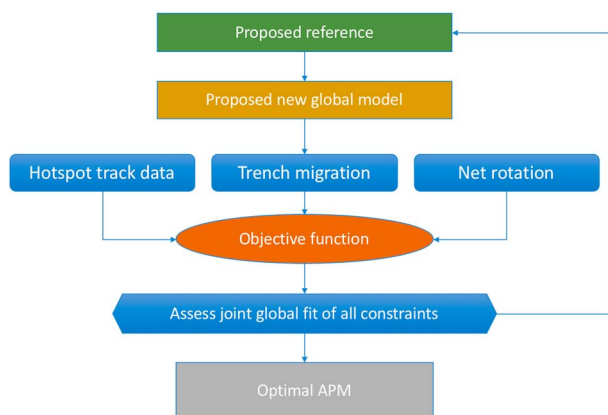 Proposed reference
Proposed new global model
Hotspot track data
Trench migration
Net rotation
Objective function
Assess joint global fit of all constraints
Optimal APM